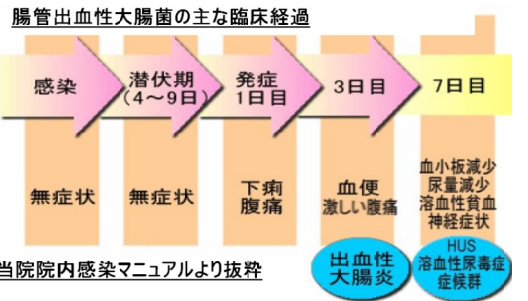 腸管出血性大腸菌の主な臨床経過
感染
潜伏期
(4～9日)
発症
1日目
3日目
7日目
無症状
無症状
下痢
腹痛
血便
激しい腹痛
血小板減少
尿量減少
溶血性貧血
神経症状
出血性
大腸炎
HUS
溶血性尿毒症
症候群
当院院内感染マニュアルより抜粋